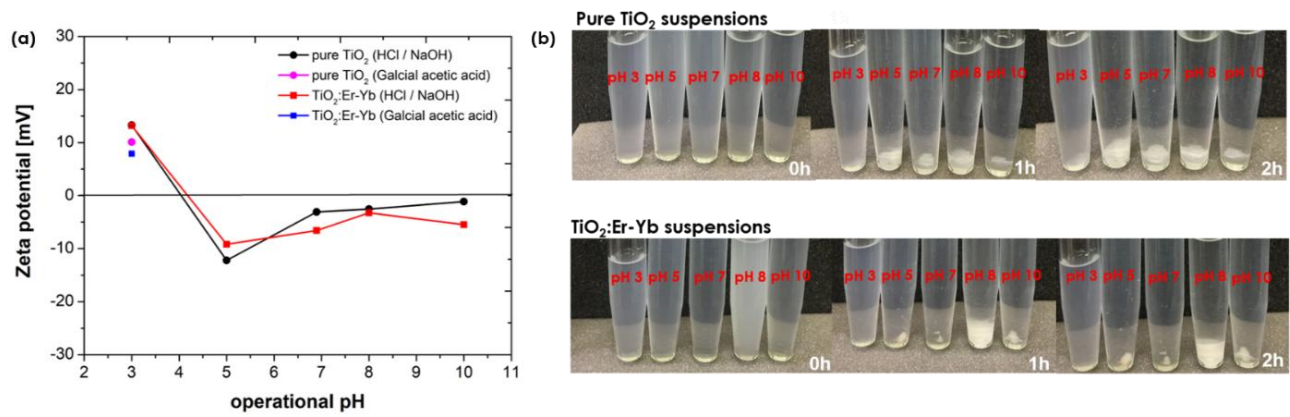 (a)
30
20
10
0
-10
-20
-30
Zeta potential [mV]
2 3 4 5 6 7 8 9 10 11
operational pH
pure TiO₂ (HCl / NaOH)
pure TiO₂ (Galcial acetic acid)
TiO₂:Er-Yb (HCl / NaOH)
TiO₂:Er-Yb (Galcial acetic acid)
(b)
Pure TiO₂ suspensions
pH 3 pH 5 pH 7 pH 8 pH 10
0h
pH 3 pH 5 pH 7 pH 8 pH 10
1h
pH 3 pH 5 pH 7 pH 8 pH 10
2h
TiO₂:Er-Yb suspensions
pH 3 pH 5 pH 7 pH 8 pH 10
0h
pH 3 pH 5 pH 7 pH 8 pH 10
1h
pH 3 pH 5 pH 7 pH 8 pH 10
2h